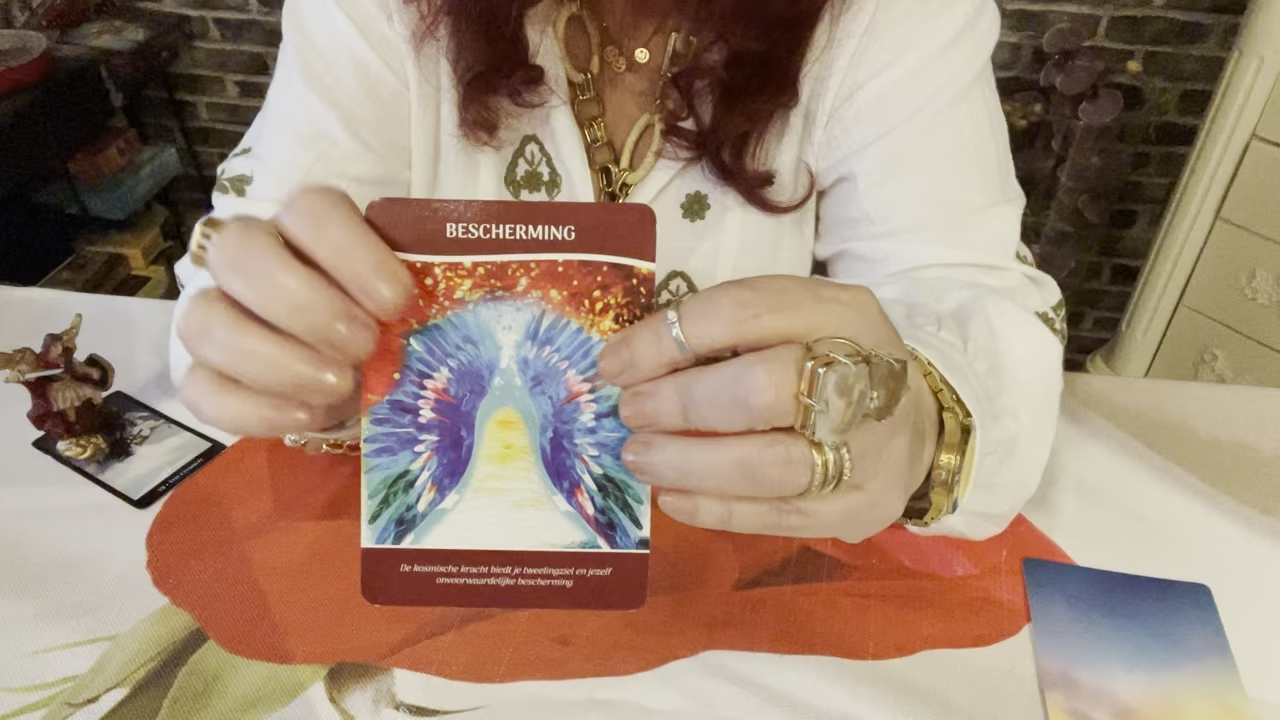 BESCHERMING
De kosmische kracht biedt je tweelingziel en jezelf
onvoorwaardelijke bescherming